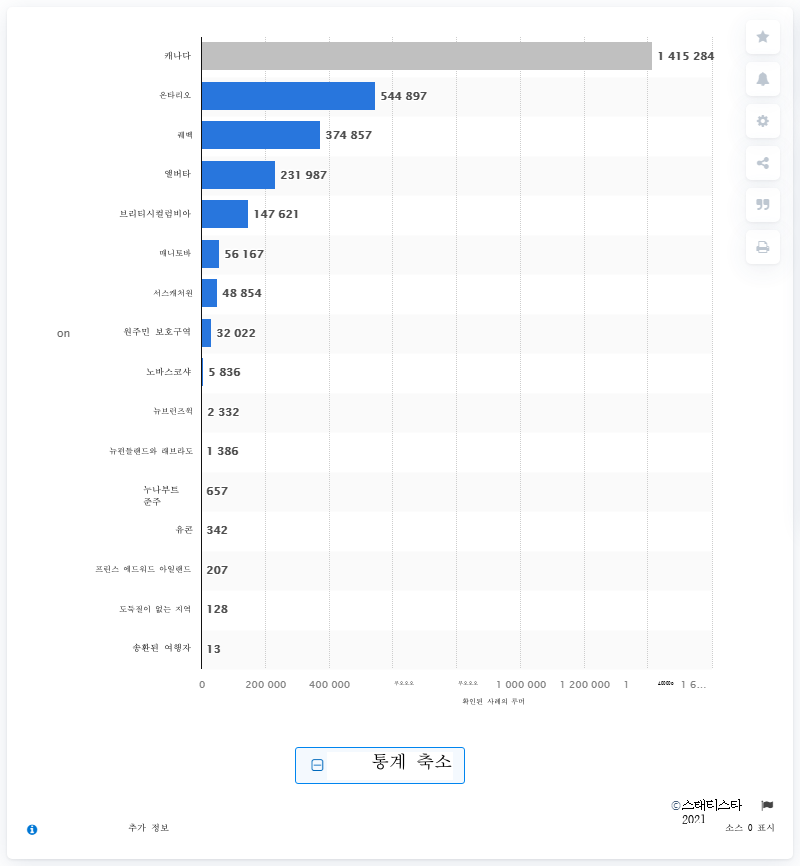 캐나다 1 415 284
온타리오 544 897
퀘벡 374 857
앨버타 231 987
브리티시컬럼비아 147 621
매니토바 56 167
서스캐처원 48 854
on 원주민 보호구역 32 022
노바스코샤 5 836
뉴브런즈윅 2 332
뉴펀들랜드와 래브라도 1 386
누나부트
준주
657
유콘 342
프린스 에드워드 아일랜드 207
도둑질이 없는 지역 128
송환된 여행자 13
0 200 000 400 000 1 000 000 1 200 000 1 1 6...
확인된 사례의
통계 축소
©스태티스타
2021
추가 정보
소스 0 표시